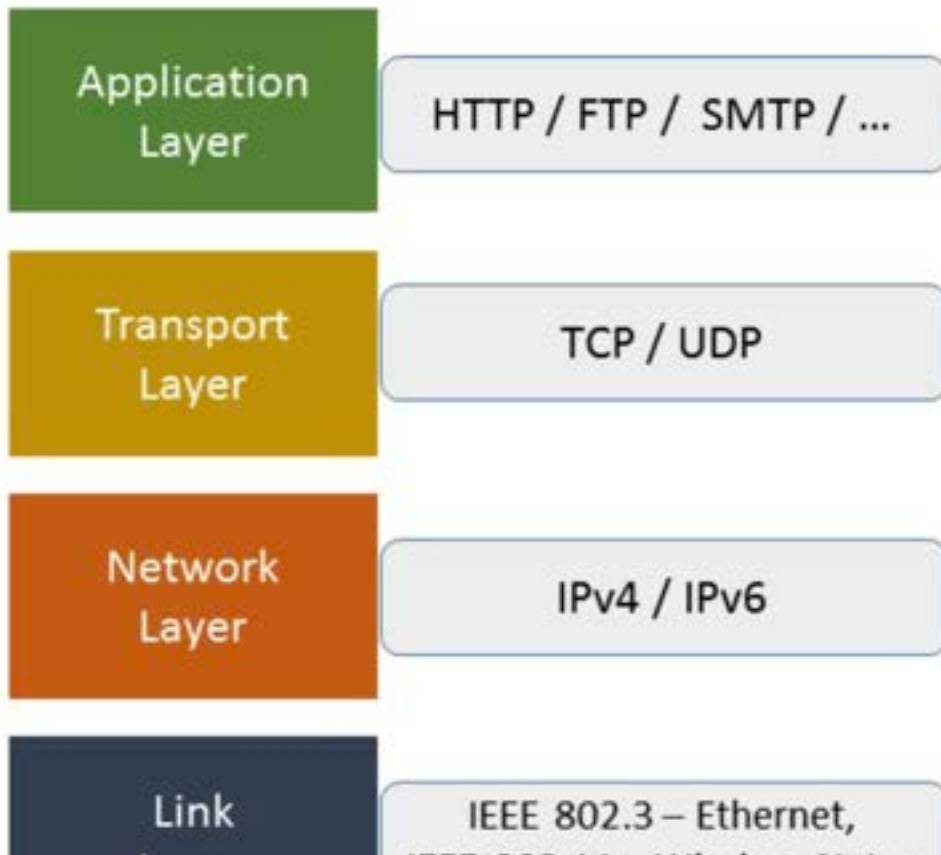 Application
Layer
HTTP / FTP / SMTP / ...
Transport
Layer
TCP / UDP
Network
Layer
IPv4 / IPv6
Link
IEEE 802.3 – Ethernet,